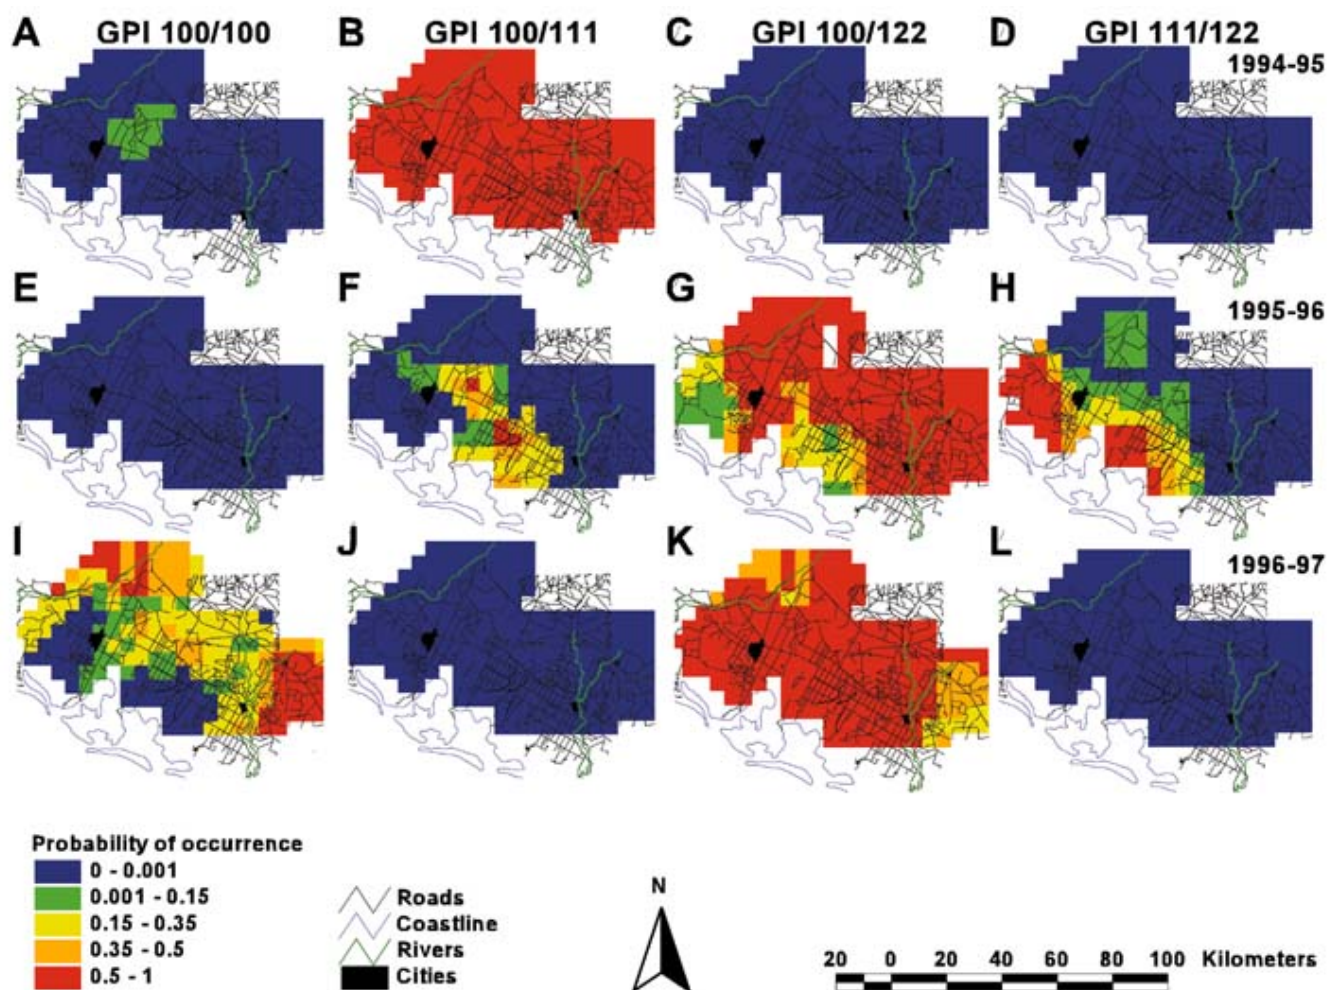 A GPI 100/100 B GPI 100/111 C GPI 100/122 D GPI 111/122
1994-95
E F G H 1995-96
I J K L 1996-97
Probability of occurrence
0 - 0.001
0.001 - 0.15
0.15 - 0.35
0.35 - 0.5
0.5 - 1
Roads
Coastline
Rivers
Cities
N
20 0 20 40 60 80 100 Kilometers